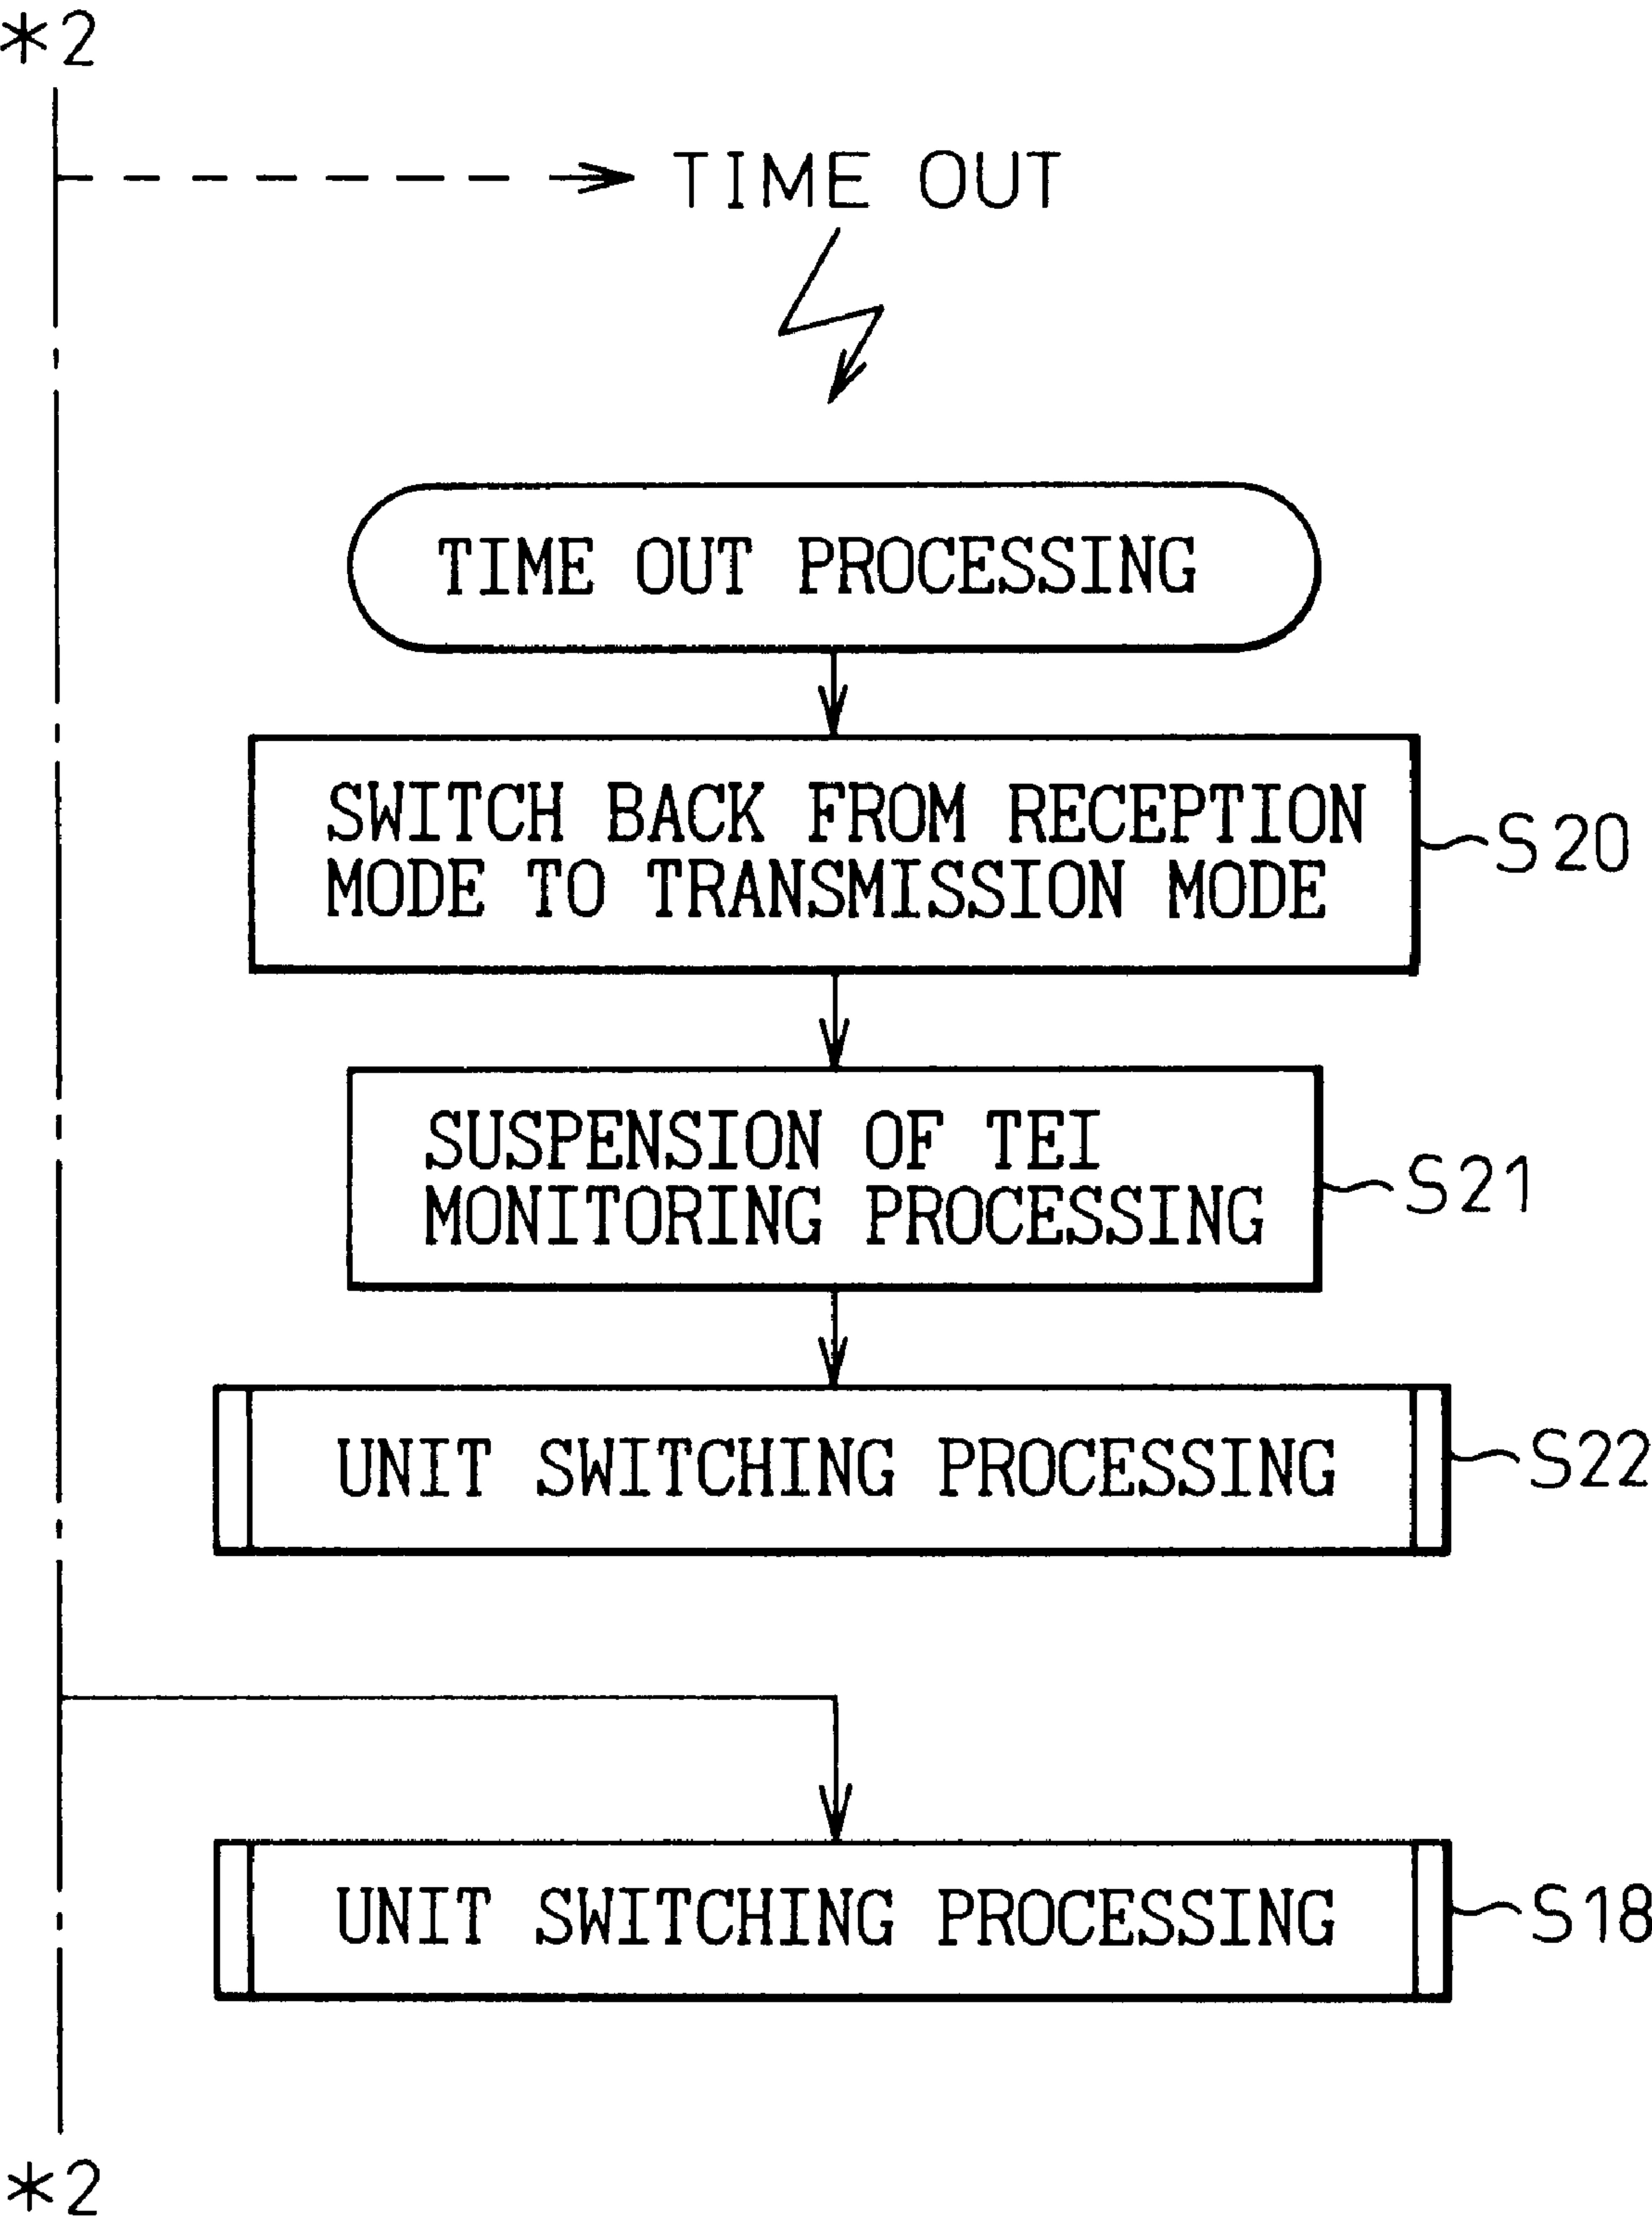 *2
TIME OUT
TIME OUT PROCESSING
SWITCH BACK FROM RECEPTION
MODE TO TRANSMISSION MODE
S20
SUSPENSION OF TEI
MONITORING PROCESSING
S21
UNIT SWITCHING PROCESSING
S22
UNIT SWITCHING PROCESSING
S18
*2